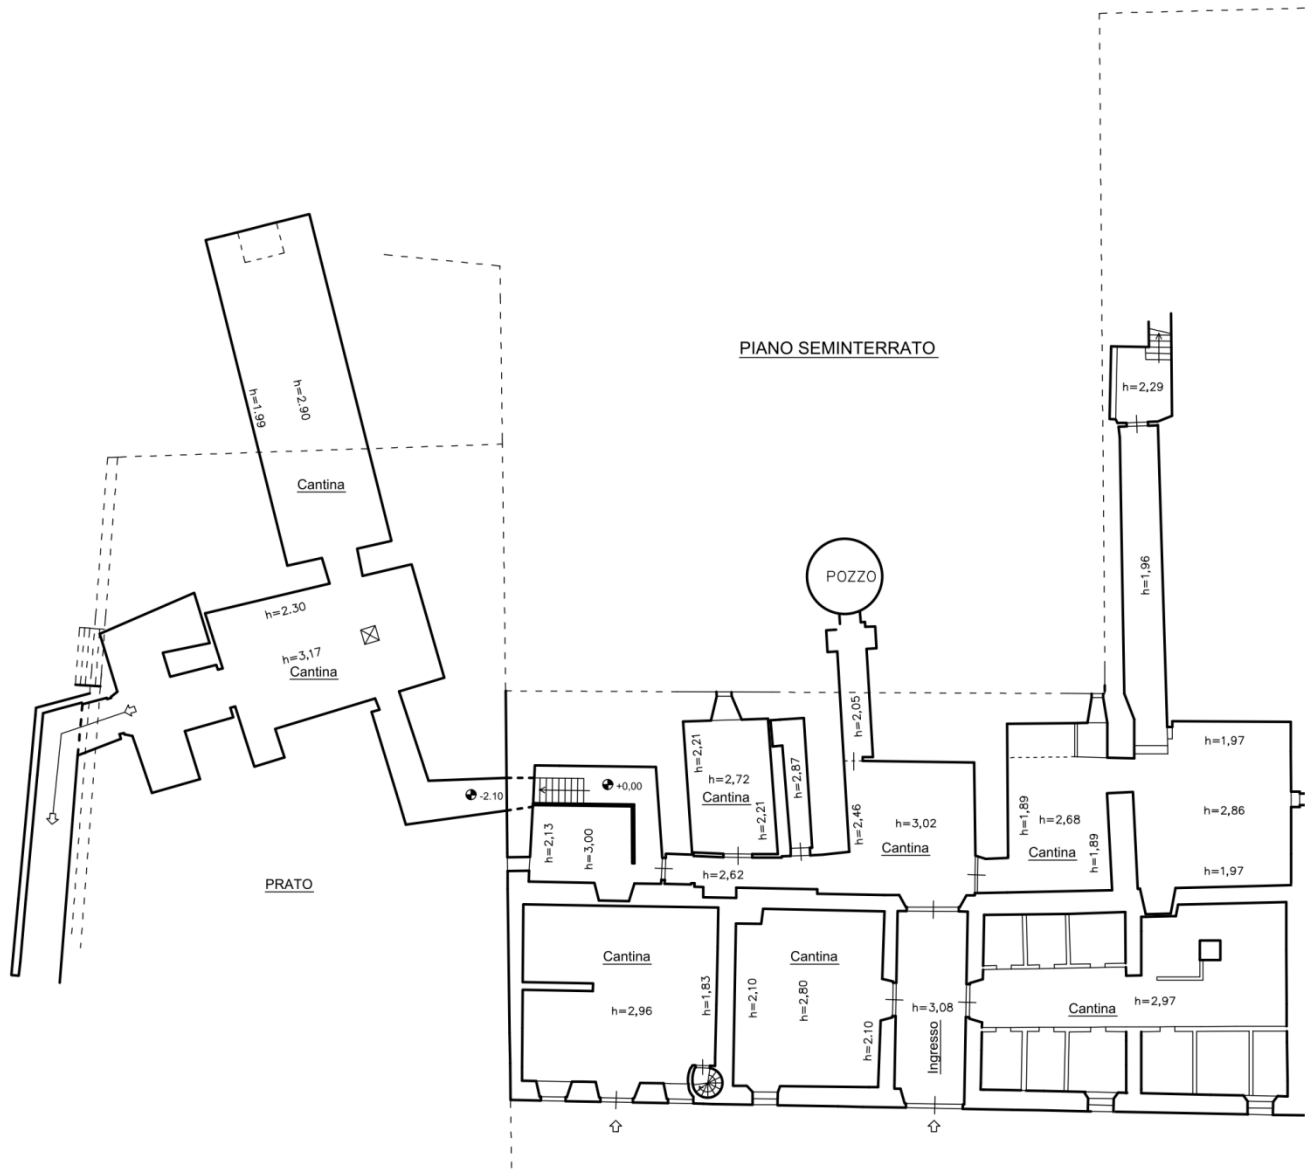 PIANO SEMINTERRATO
h=2,29
h=1.99
h=2.90
Cantina
h=1,96
POZZO
h=2.30
h=3,17
Cantina
h=2,05
h=2,21
h=2,72
Cantina
h=2,21
h=2,87
h=2,46
h=3,02
Cantina
h=1,97
h=2,86
h=1,97
h=1,89
h=2,68
Cantina
h=1,89
-2.10
+0,00
h=2,13
h=3,00
h=2,62
PRATO
Cantina
h=1,83
h=2,96
Cantina
h=2,10
h=2,80
h=2.10
h=3,08
Ingresso
h=2,97
Cantina